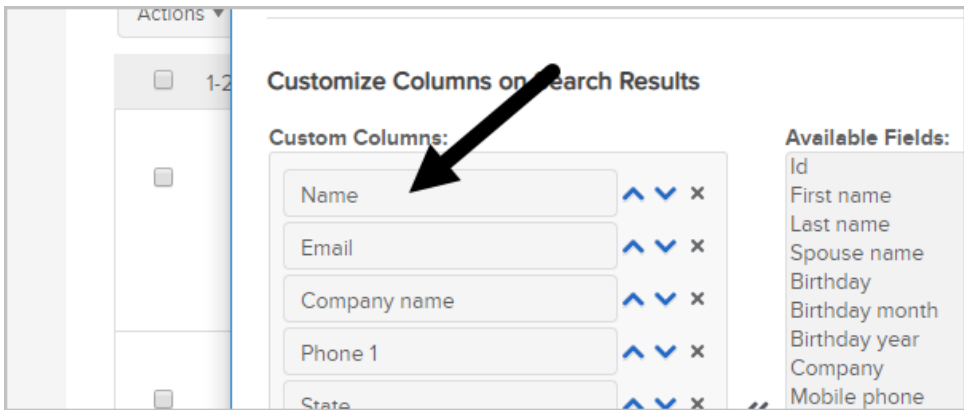 Actions
1-2
Customize Columns on Search Results
Custom Columns:
Name
Email
Company name
Phone 1
State
Available Fields:
Id
First name
Last name
Spouse name
Birthday
Birthday month
Birthday year
Company
Mobile phone